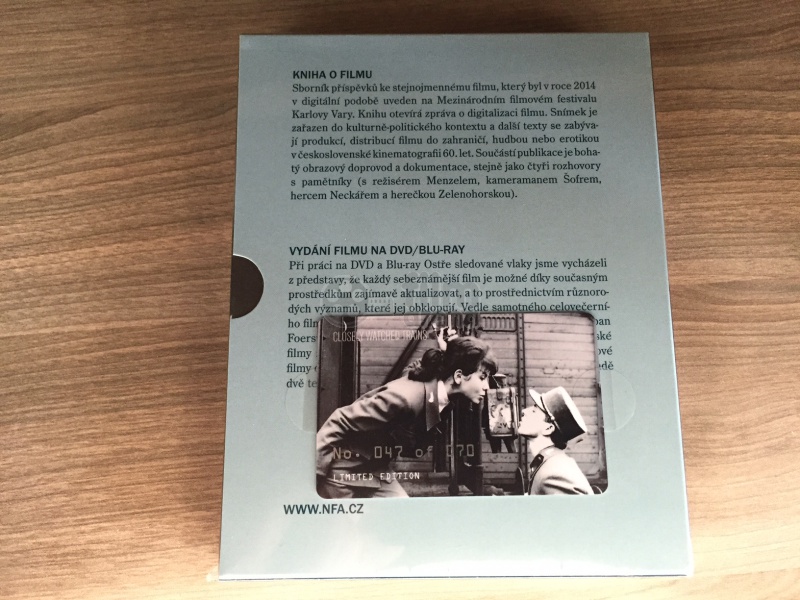 KNIHA O FILMU
Sborník příspěvků ke stejnojmennému filmu, který byl v roce 2014
v digitální podobě uveden na Mezinárodním filmovém festivalu
Karlovy Vary. Knihu otevírá zpráva o digitalizaci filmu. Snímek je
zařazen do kulturně-politického kontextu a další texty se zabýva-
jí produkcí, distribucí filmu do zahraničí, hudbou nebo erotikou
v československé kinematografii 60. let. Součástí publikace je boha-
tý obrazový doprovod a dokumentace, stejně jako čtyři rozhovory
s pamětníky (s režisérem Menzelem, kameramanem Šofrem,
hercem Neckářem a herečkou Zelenohorskou).
VYDÁNÍ FILMU NA DVD/BLU-RAY
Při práci na DVD a Blu-ray Ostře sledované vlaky jsme vycházeli
z představy, že každý sebeznámější film je možné díky současným
prostředkům zajímavě aktualizovat, a to prostřednictvím různoro-
dých významů, které jej obklopují. Vedle samotného celovečerní-
ho
Foers
filmy
filmy
dvě
CLOSELY WATCHED TRAINS
No. 047 of 070
LIMITED EDITION
WWW.NFA.CZ